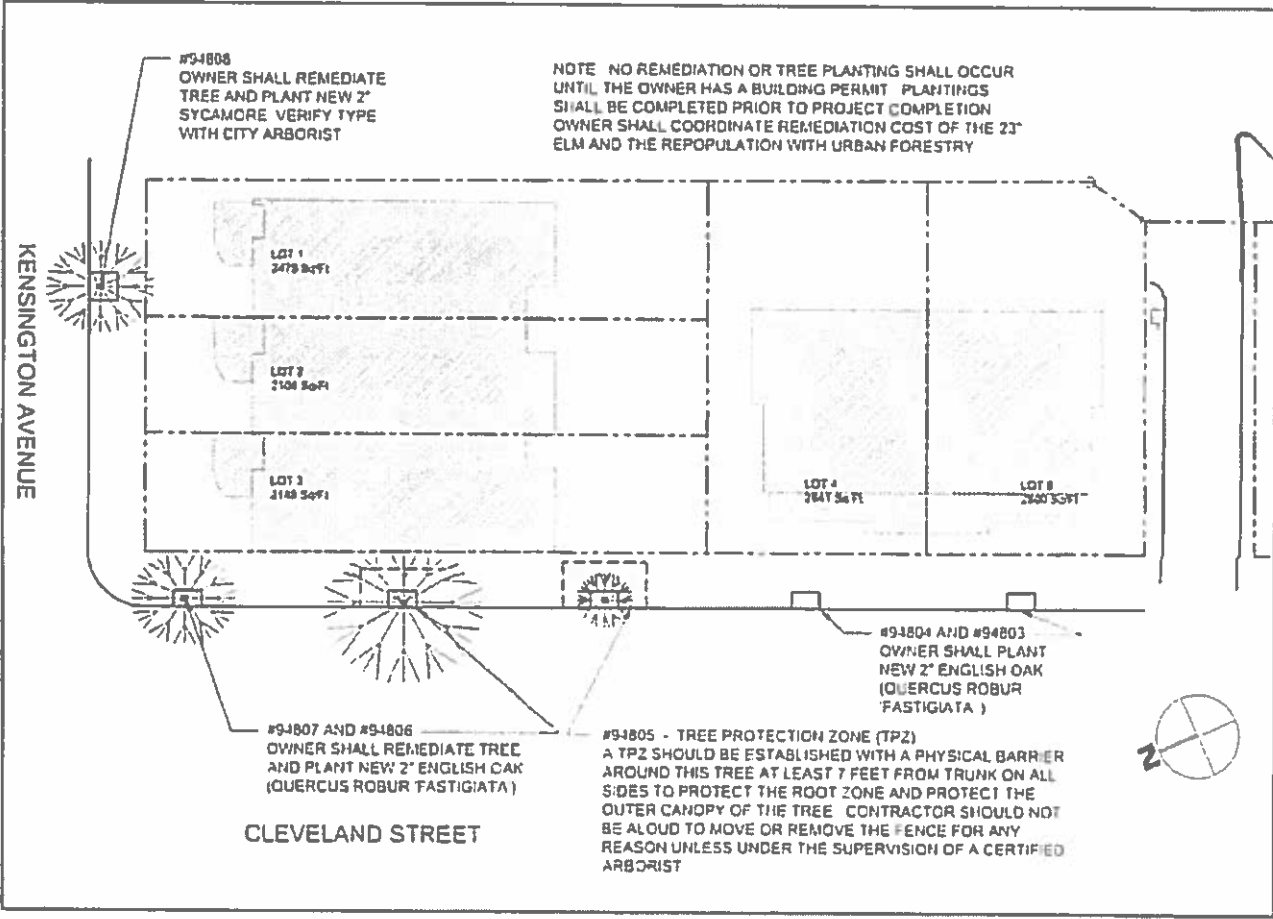 #94808
OWNER SHALL REMEDIATE
TREE AND PLANT NEW 2"
SYCAMORE VERIFY TYPE
WITH CITY ARBORIST
NOTE NO REMEDIATION OR TREE PLANTING SHALL OCCUR
UNTIL THE OWNER HAS A BUILDING PERMIT PLANTINGS
SHALL BE COMPLETED PRIOR TO PROJECT COMPLETION
OWNER SHALL COORDINATE REMEDIATION COST OF THE 23"
ELM AND THE REPOPULATION WITH URBAN FORESTRY
KENSINGTON AVENUE
LOT 1
SqFt
LOT 2
SqFt
LOT 3
SqFt
LOT 4
Sq Ft
LOT
SQFT
#94804 AND #94803
OWNER SHALL PLANT
NEW 2" ENGLISH OAK
(QUERCUS ROBUR
'FASTIGIATA )
#94807 AND #94806
OWNER SHALL REMEDIATE TREE
AND PLANT NEW 2" ENGLISH OAK
(QUERCUS ROBUR 'FASTIGIATA )
CLEVELAND STREET
#94805 - TREE PROTECTION ZONE (TPZ)
A TPZ SHOULD BE ESTABLISHED WITH A PHYSICAL BARRIER
AROUND THIS TREE AT LEAST 7 FEET FROM TRUNK ON ALL
SIDES TO PROTECT THE ROOT ZONE AND PROTECT THE
OUTER CANOPY OF THE TREE CONTRACTOR SHOULD NOT
BE ALOUD TO MOVE OR REMOVE THE FENCE FOR ANY
REASON UNLESS UNDER THE SUPERVISION OF A CERTIFIED
ARBORIST
N